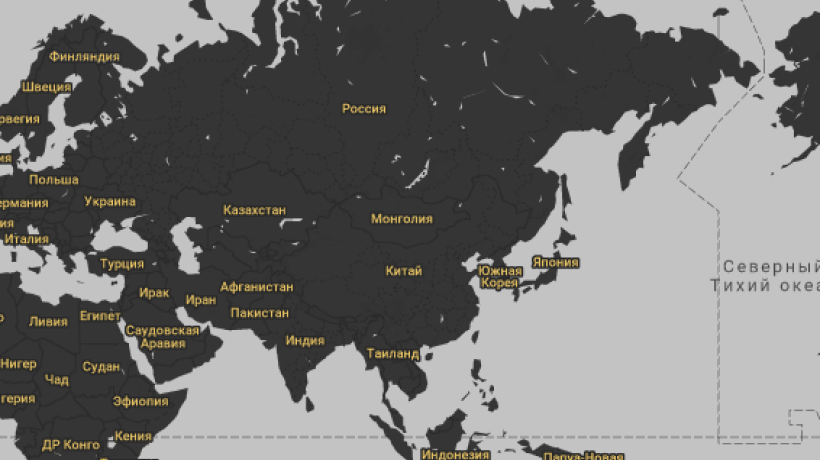 Финляндия
Швеция
рвегия
Россия
ия
Польша
ермания
Украина
Казахстан
Монголия
ия
Италия
Турция
Китай
Южная
Корея
Япония
Северный
Тихий океа
Ирак
Иран
Афганистан
Пакистан
Ливия
Египет
Саудовская
Аравия
Индия
Таиланд
Нигер
Чад
Судан
герия
Эфиопия
ДР Конго
Кения
Индонезия
Папуа-Новая